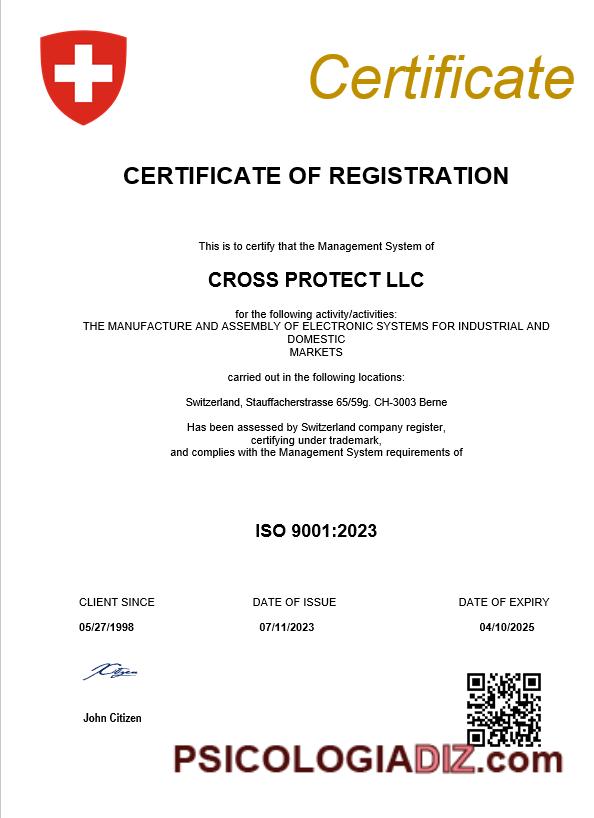 Certificate
CERTIFICATE OF REGISTRATION
This is to certify that the Management System of
CROSS PROTECT LLC
for the following activity/activities:
THE MANUFACTURE AND ASSEMBLY OF ELECTRONIC SYSTEMS FOR INDUSTRIAL AND
DOMESTIC
MARKETS
carried out in the following locations:
Switzerland, Stauffacherstrasse 65/59g. CH-3003 Berne
Has been assessed by Switzerland company register,
certifying under trademark,
and complies with the Management System requirements of
ISO 9001:2023
CLIENT SINCE DATE OF ISSUE DATE OF EXPIRY
05/27/1998 07/11/2023 04/10/2025
John Citizen
PSICOLOGIADIZ.com